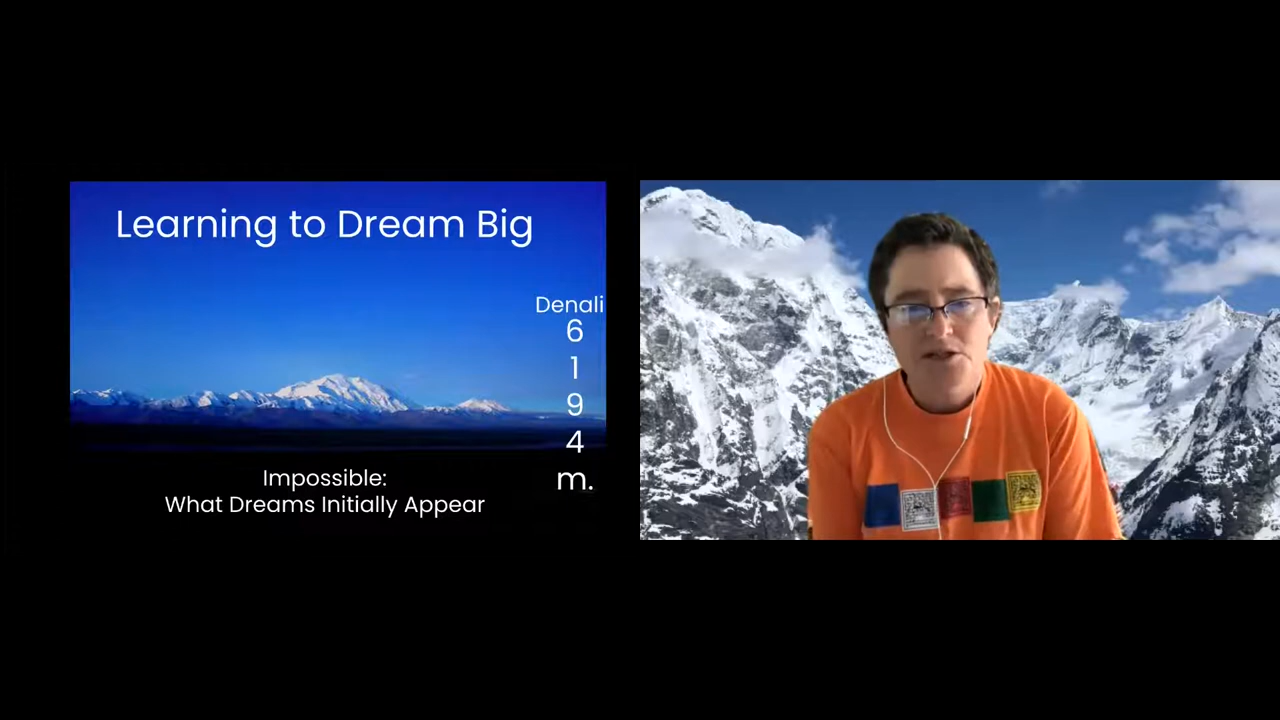 Learning to Dream Big
Denali
6
1
9
4
m.
Impossible:
What Dreams Initially Appear